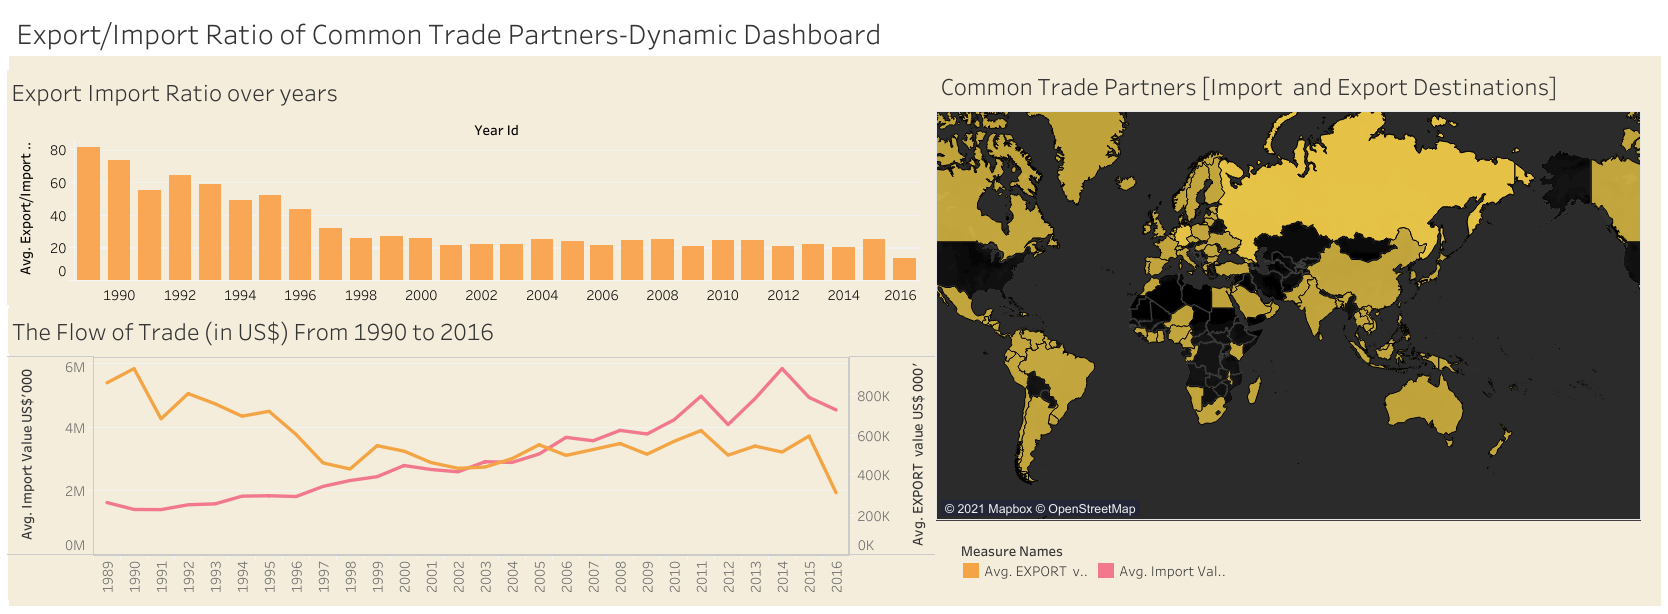 Export/Import Ratio of Common Trade Partners-Dynamic Dashboard
Export Import Ratio over years
Year Id
Avg. Export/Import ..
80
60
40
20
0
1990 1992 1994 1996 1998 2000 2002 2004 2006 2008 2010 2012 2014 2016
The Flow of Trade (in US$) From 1990 to 2016
Avg. Import Value US$'000
6M
4M
2M
0M
800K
600K
400K
200K
0K
Avg. EXPORT value US$ 000'
1989 1990 1991 1992 1993 1994 1995 1996 1997 1998 1999 2000 2001 2002 2003 2004 2005 2006 2007 2008 2009 2010 2011 2012 2013 2014 2015 2016
Common Trade Partners [Import and Export Destinations]
© 2021 Mapbox © OpenStreetMap
Measure Names
Avg. EXPORT v.. Avg. Import Val..